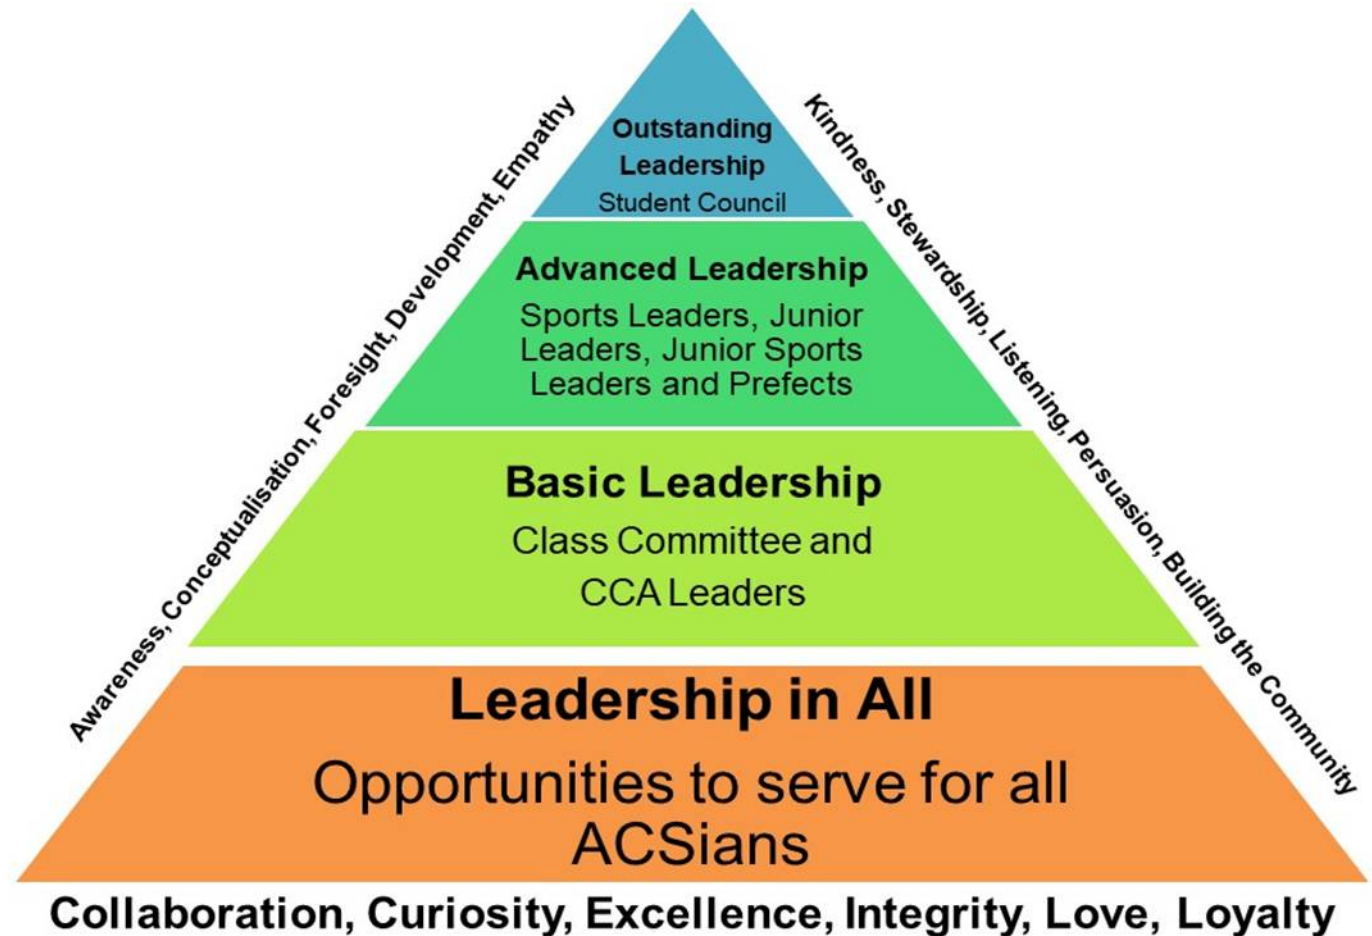 Outstanding
Leadership
Student Council
Advanced Leadership
Sports Leaders, Junior
Leaders, Junior Sports
Leaders and Prefects
Basic Leadership
Class Committee and
CCA Leaders
Leadership in All
Opportunities to serve for all
ACSians
Awareness, Conceptualisation, Foresight, Development, Empathy
Kindness, Stewardship, Listening, Persuasion, Building the Community
Collaboration, Curiosity, Excellence, Integrity, Love, Loyalty